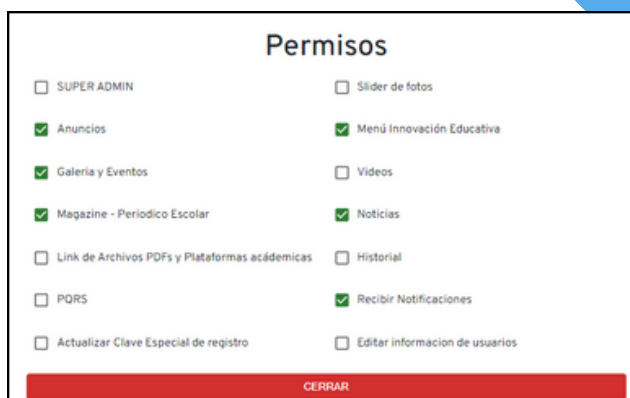 Permisos
SUPER ADMIN
Slider de fotos
Anuncios
Menú Innovación Educativa
Galeria y Eventos
Videos
Magazine - Periodico Escolar
Noticias
Link de Archivos PDFs y Plataformas acádemicas
Historial
PQRS
Recibir Notificaciones
Actualizar Clave Especial de registro
Editar informacion de usuarios
CERRAR